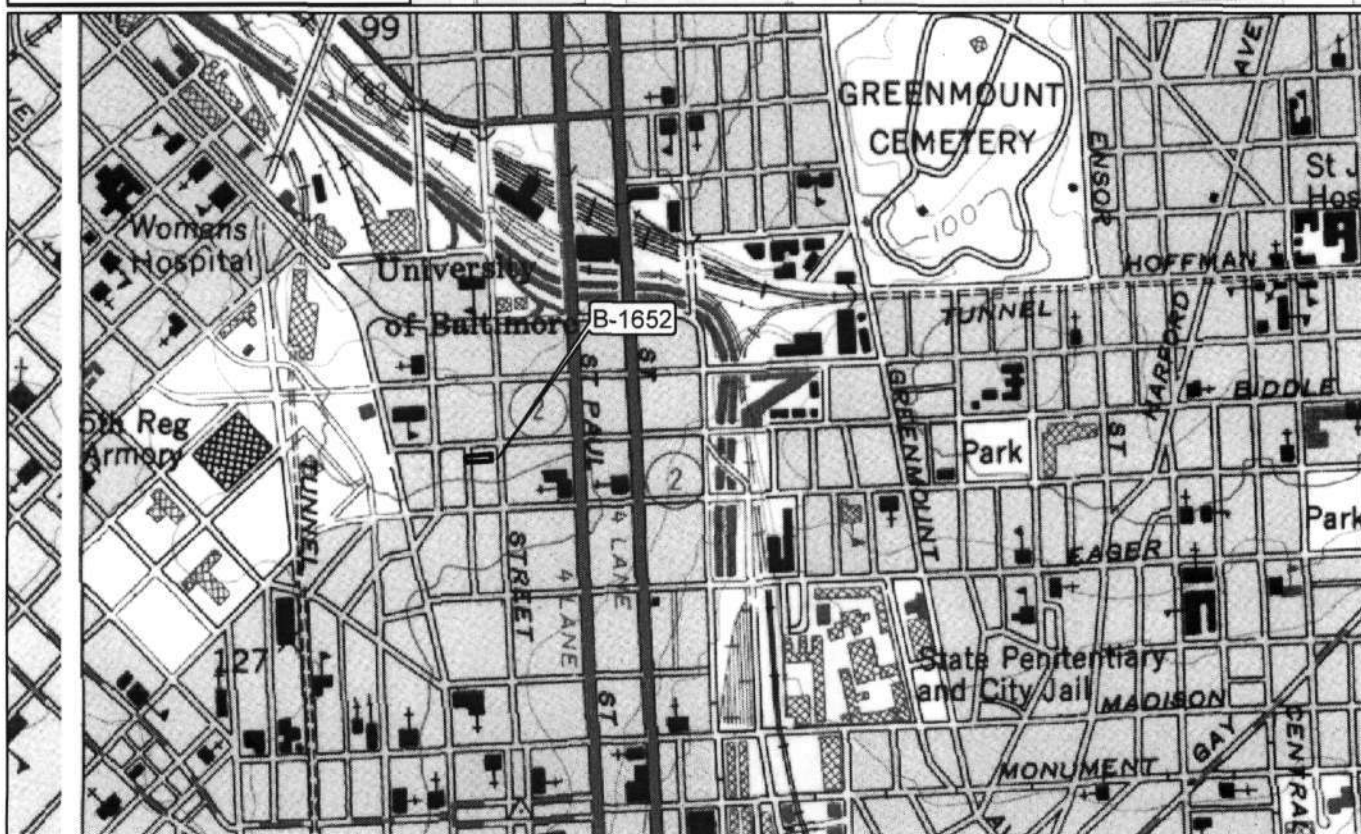 99
83
GREENMOUNT
CEMETERY
AVE
ENSOR
St J
Hos
Womans
Hospital
University
of Baltimore
B-1652
HOFFMAN
TUNNEL
HARFORD
BIDDLE
ST
ST PAUL
ST
GREENMOUNT
2
2
5th Reg
Armory
TUNNEL
Park
Park
STREET
4 LANE
4 LANE
EAGER
127
State Penitentiary
and City Jail
MADISON
ST
GAY
CENTRAL
MONUMENT